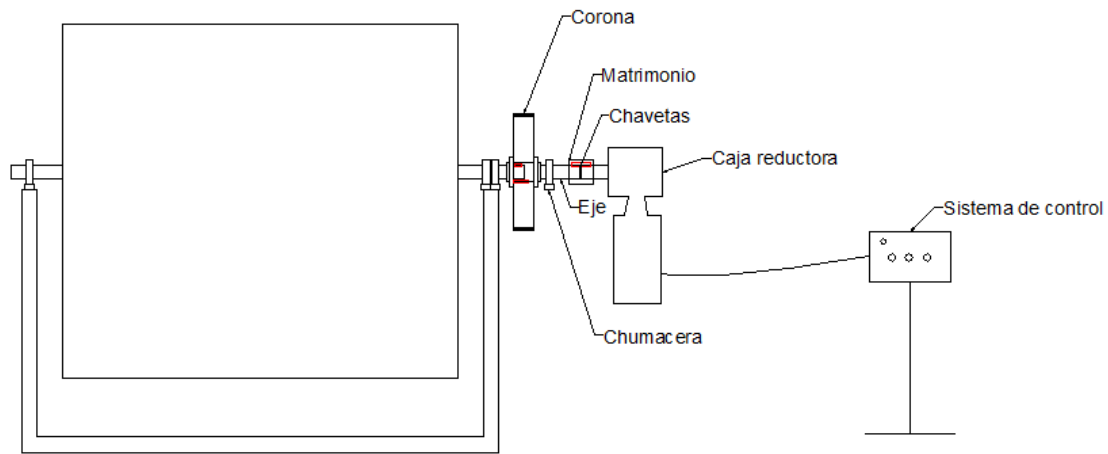 Corona
Matrimonio
Chavetas
Caja reductora
Eje
Sistema de control
Chumacera